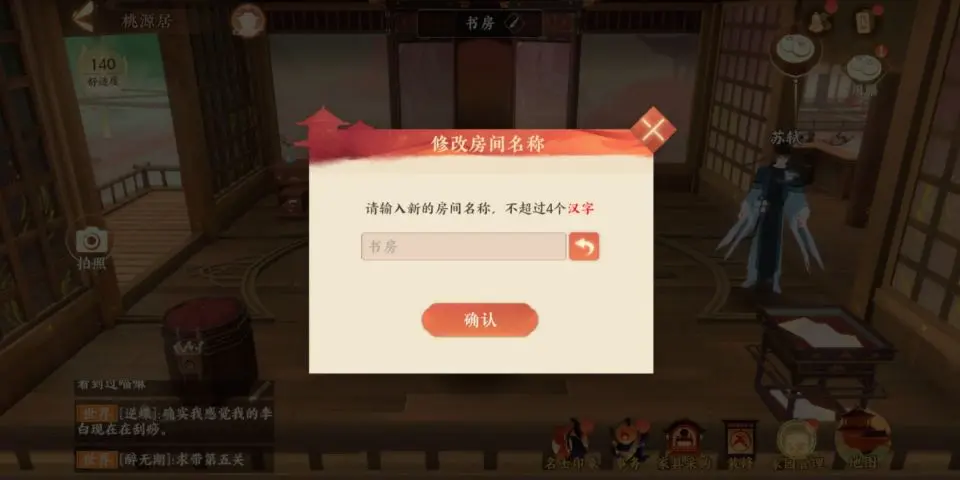 桃源居
书房
140
舒适度
苏轼
修改房间名称
请输入新的房间名称，不超过4个汉字
书房
确认
拍照
看到过喵嘛
世界 [逆蝶]:确实我感觉我的李
白现在在刮痧。
世界 [醉无期]:求带第五关
名士印象
家具采购
装修
家园管理
地图